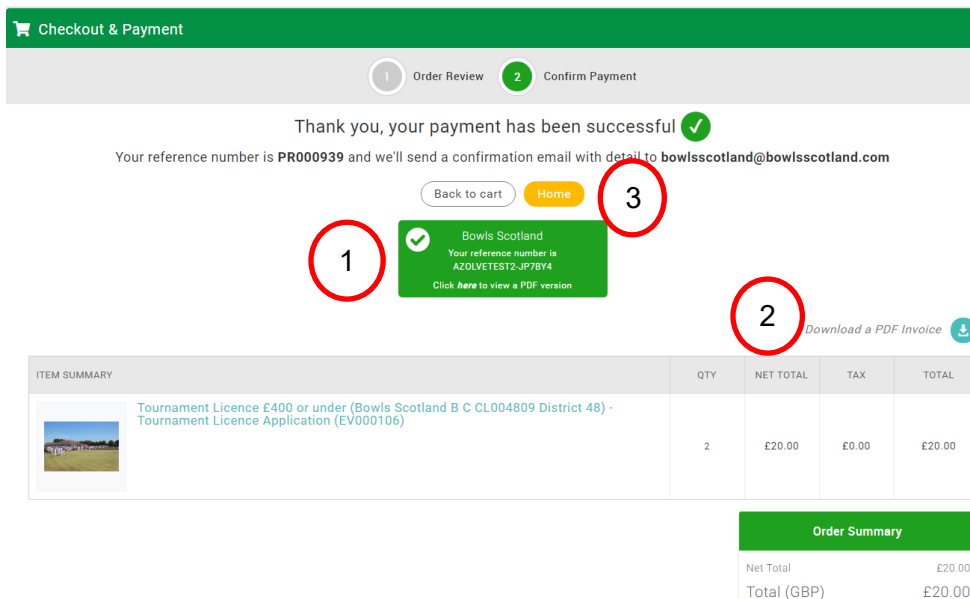 Checkout & Payment
1 Order Review 2 Confirm Payment
Thank you, your payment has been successful
Your reference number is PR000939 and we'll send a confirmation email with detail to bowlsscotland@bowlsscotland.com
Back to cart Home
3
1
Bowls Scotland
Your reference number is
AZOLVETEST2-JP7BY4
Click here to view a PDF version
2
Download a PDF Invoice
ITEM SUMMARY QTY NET TOTAL TAX TOTAL
Tournament Licence £400 or under (Bowls Scotland B C CL004809 District 48) -
Tournament Licence Application (EV000106)
2 £20.00 £0.00 £20.00
Order Summary
Net Total £20.00
Total (GBP) £20.00